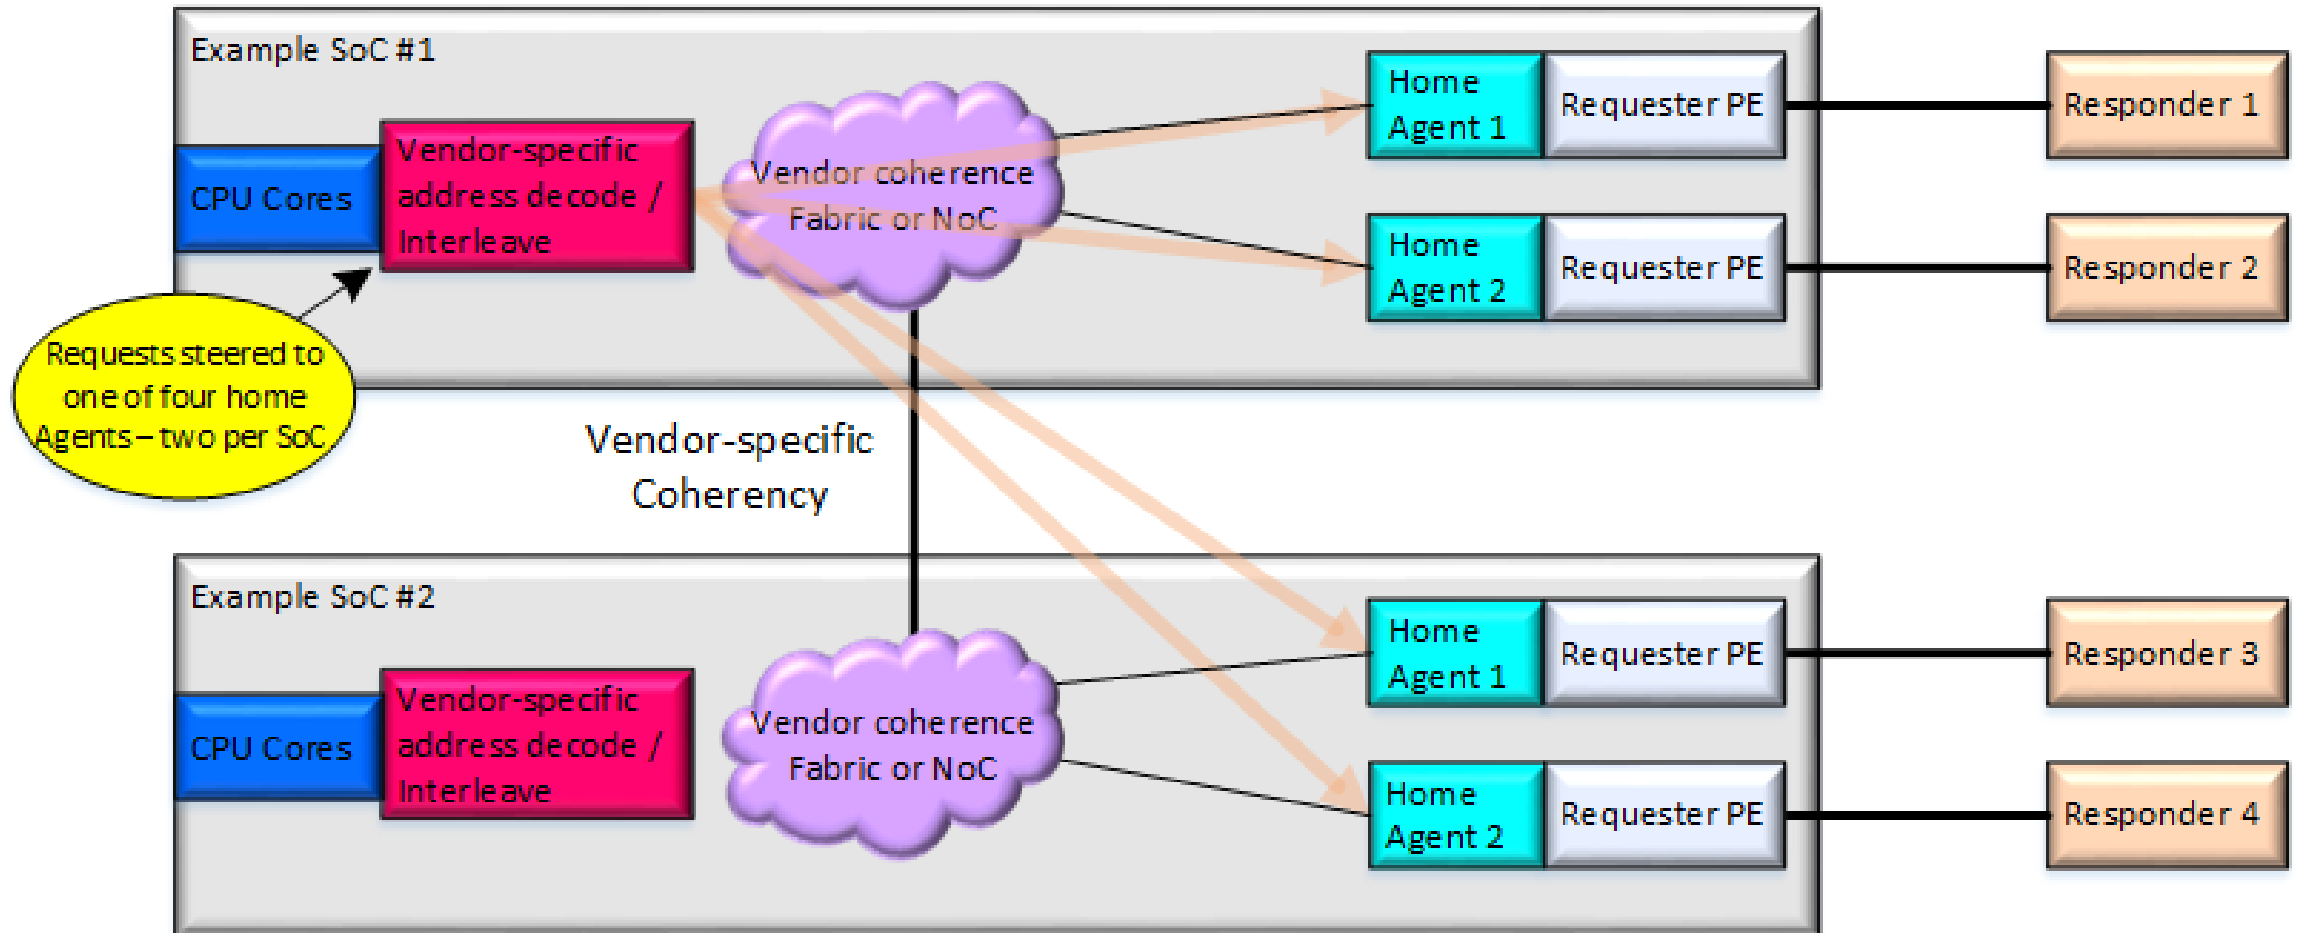 Example SoC #1
CPU Cores
Vendor-specific
address decode /
Interleave
Vendor coherence
Fabric or NoC
Home
Agent 1
Requester PE
Responder 1
Home
Agent 2
Requester PE
Responder 2
Requests steered to
one of four home
Agents – two per SoC
Vendor-specific
Coherency
Example SoC #2
CPU Cores
Vendor-specific
address decode /
Interleave
Vendor coherence
Fabric or NoC
Home
Agent 1
Requester PE
Responder 3
Home
Agent 2
Requester PE
Responder 4